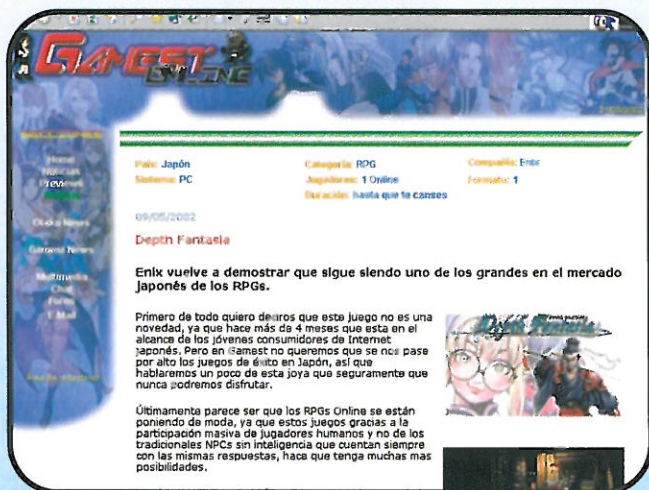 GAMEST
ONLINE
Home
Noticias
Previews
País: Japón
Categoría: RPG
Compañía: Enix
Sistema: PC
Jugadores: 1 Online
Formato: 1
Duración: hasta que te canses
09/05/2002
Depth Fantasia
Otaku News
Gamest News
Multimedia
Chat
Foros
E-Mail
Enix vuelve a demostrar que sigue siendo uno de los grandes en el mercado
japonés de los RPGs.
Primero de todo quiero deciros que este juego no es una
novedad, ya que hace más de 4 meses que esta en el
alcance de los jóvenes consumidores de Internet
japonés. Pero en Gamest no queremos que se nos pase
por alto los juegos de éxito en Japón, así que
hablaremos un poco de esta joya que seguramente que
nunca podremos disfrutar.
Depth Fantasia
Últimamente parece ser que los RPGs Online se están
poniendo de moda, ya que estos juegos gracias a la
participación masiva de jugadores humanos y no de los
tradicionales NPCs sin inteligencia que cuentan siempre
con las mismas respuestas, hace que tenga muchas mas
posibilidades.